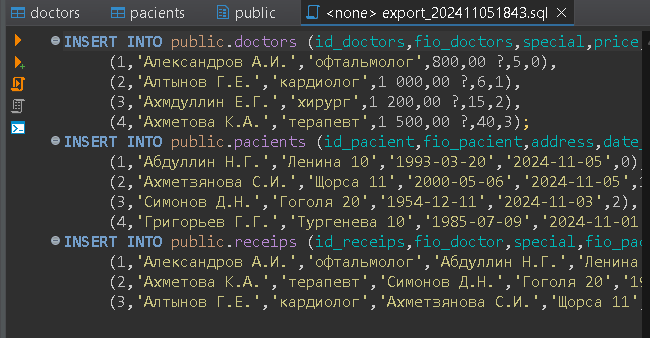 doctors pacients public <none> export_202411051843.sql
INSERT INTO public.doctors (id_doctors,fio_doctors,special,price,
(1,'Александров А.И.','офтальмолог',800,00 ?,5,0),
(2,'Алтынов Г.Е.','кардиолог',1 000,00 ?,6,1),
(3,'Ахмдуллин Е.Г.','хирург',1 200,00 ?,15,2),
(4,'Ахметова К.А.','терапевт',1 500,00 ?,40,3);
INSERT INTO public.pacients (id_pacient,fio_pacient,address,date_
(1,'Абдуллин Н.Г.','Ленина 10','1993-03-20','2024-11-05',0)
(2,'Ахметзянова С.И.','Щорса 11','2000-05-06','2024-11-05',
(3,'Симонов Д.Н.','Гоголя 20','1954-12-11','2024-11-03',2),
(4,'Григорьев Г.Г.','Тургенева 10','1985-07-09','2024-11-01
INSERT INTO public.receips (id_receips,fio_doctor,special,fio_pac
(1,'Александров А.И.','офтальмолог','Абдуллин Н.Г.','Ленина
(2,'Ахметова К.А.','терапевт','Симонов Д.Н.','Гоголя 20','19
(3,'Алтынов Г.Е.','кардиолог','Ахметзянова С.И.','Щорса 11'